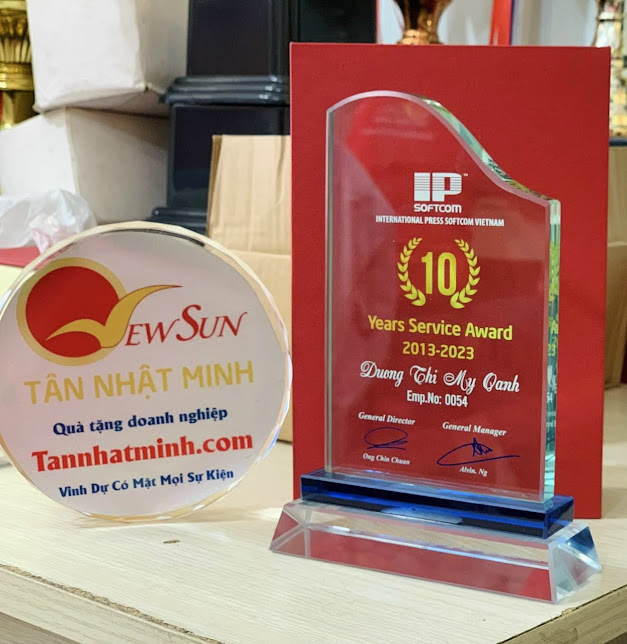 NewSun
TÂN NHẬT MINH
Quà tặng doanh nghiệp
Tannhatminh.com
Vinh Dự Có Mặt Mọi Sự Kiện
IP™
SOFTCOM
INTERNATIONAL PRESS SOFTCOM VIETNAM
10
Years Service Award
2013-2023
Duong Thi My Oanh
Emp.No: 0054
General Director
General Manager
Ong Chin Chuan
Alvin. Ng